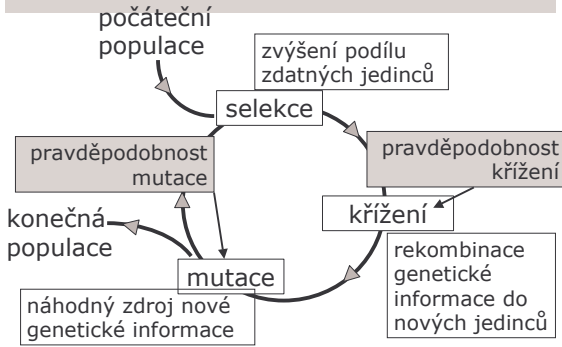 počáteční
populace
zvýšení podílu
zdatných jedinců
selekce
pravděpodobnost
mutace
pravděpodobnost
křížení
křížení
konečná
populace
rekombinace
genetické
informace do
nových jedinců
mutace
náhodný zdroj nové
genetické informace